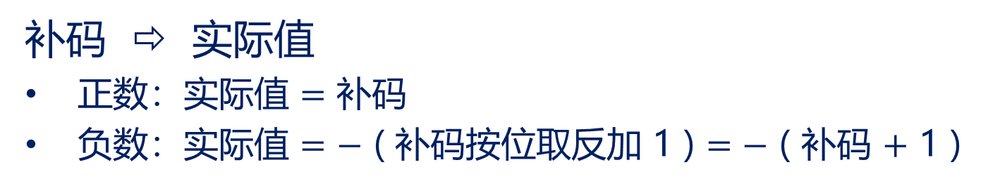 补码 ⇨ 实际值
• 正数：实际值 = 补码
• 负数：实际值 = – ( 补码按位取反加 1 ) = – ( 补码 + 1 )